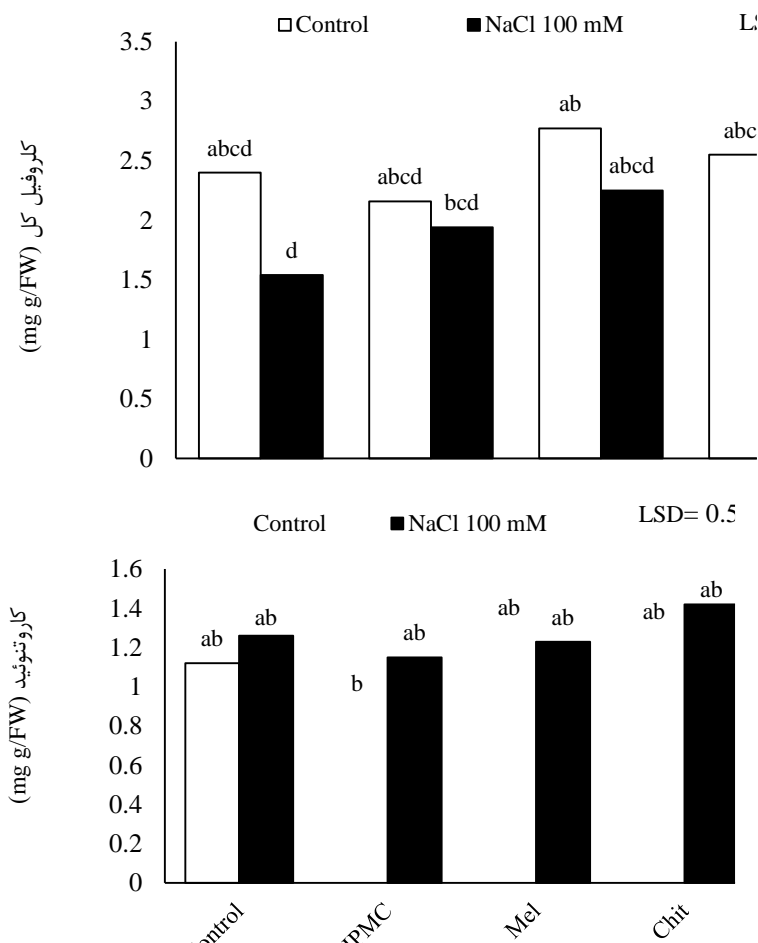 Control NaCl 100 mM LS
3.5
3
2.5
2
1.5
1
0.5
0
کلروفیل کل (mg g/FW)
abcd
d
abcd
bcd
ab
abcd
abc
Control NaCl 100 mM LSD= 0.5
1.6
1.4
1.2
1
0.8
0.6
0.4
0.2
0
کاروتنوئید (mg g/FW)
ab
ab
b
ab
ab
ab
ab
ab
ontrol
HPMC
Mel
Chit